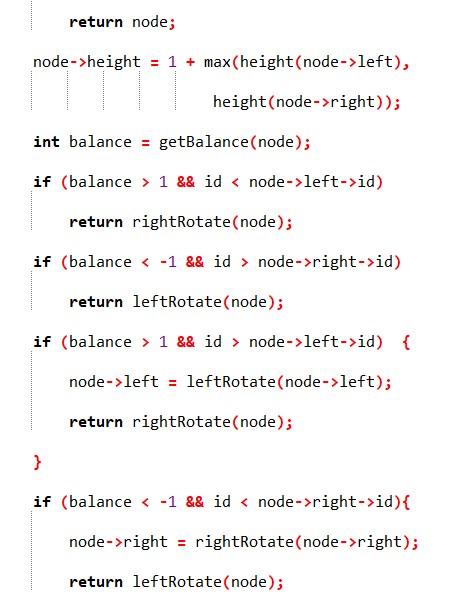 return node;
node->height = 1 + max(height(node->left),
height(node->right));
int balance = getBalance(node);
if (balance > 1 && id < node->left->id)
return rightRotate(node);
if (balance < -1 && id > node->right->id)
return leftRotate(node);
if (balance > 1 && id > node->left->id)  {
node->left = leftRotate(node->left);
return rightRotate(node);
}
if (balance < -1 && id < node->right->id){
node->right = rightRotate(node->right);
return leftRotate(node);